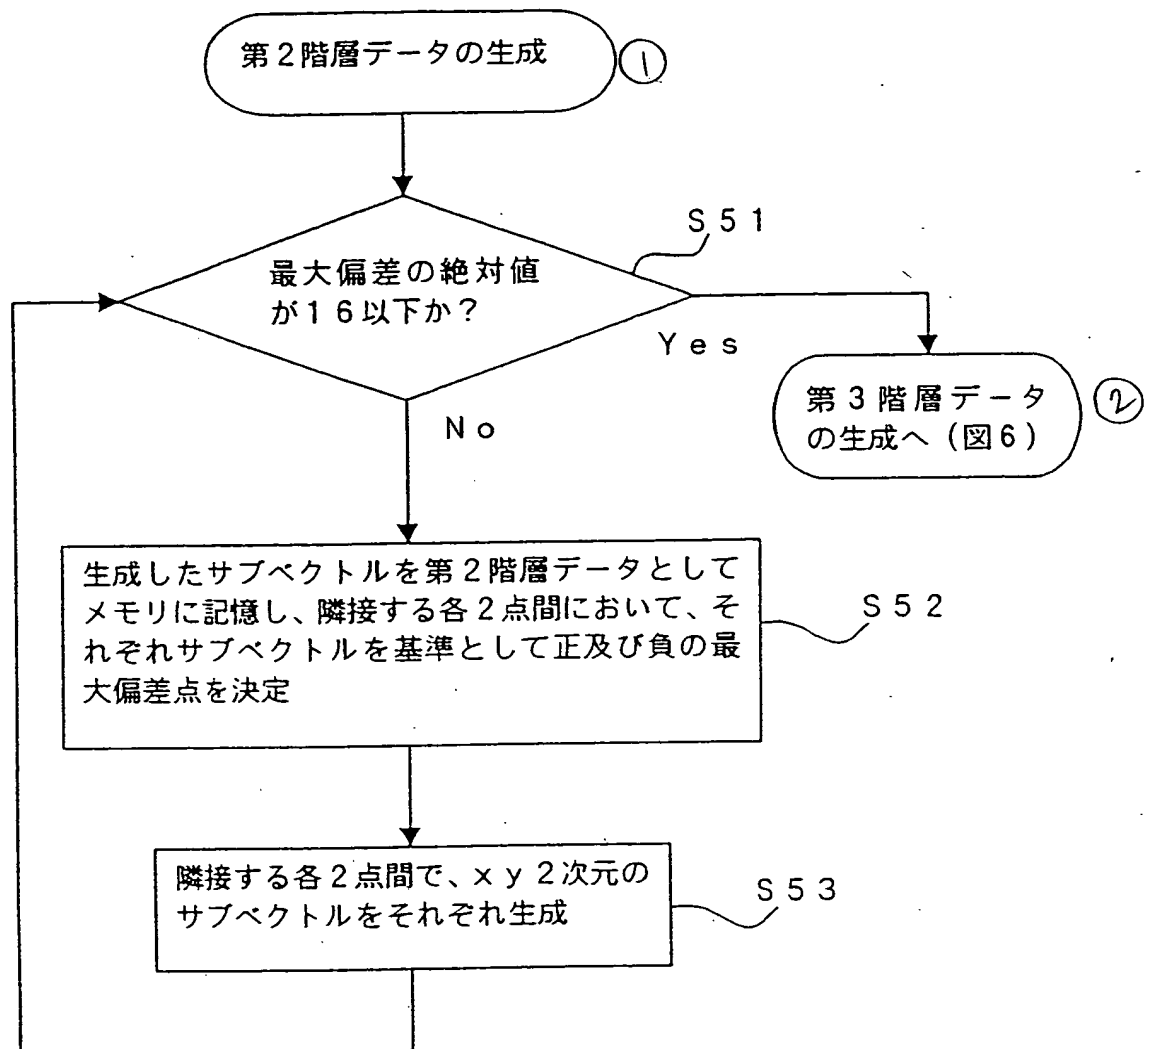 第２階層データの生成
①
S５１
最大偏差の絶対値
が１６以下か？
Yes
No
第３階層データ
の生成へ（図６）
②
生成したサブベクトルを第２階層データとして
メモリに記憶し、隣接する各２点間において、そ
れぞれサブベクトルを基準として正及び負の最
大偏差点を決定
S５２
隣接する各２点間で、ｘｙ２次元の
サブベクトルをそれぞれ生成
S５３